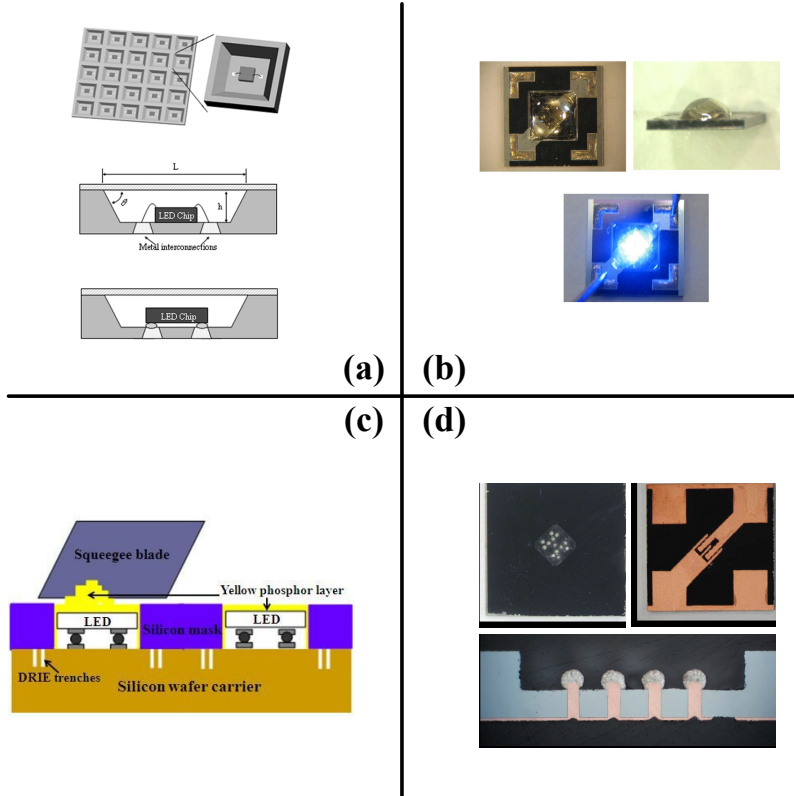 L
θ
h
LED Chip
Metal interconnections
LED Chip
(a)
(b)
(c)
(d)
Squeegee blade
Yellow phosphor layer
LED
LED
Silicon mask
DRIE trenches
Silicon wafer carrier